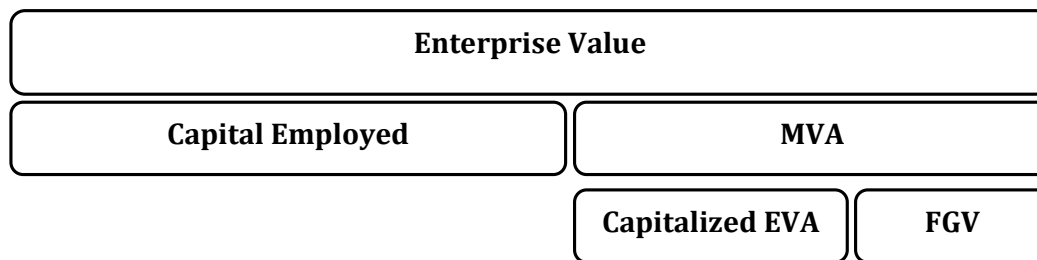 Enterprise Value
Capital Employed MVA
Capitalized EVA FGV